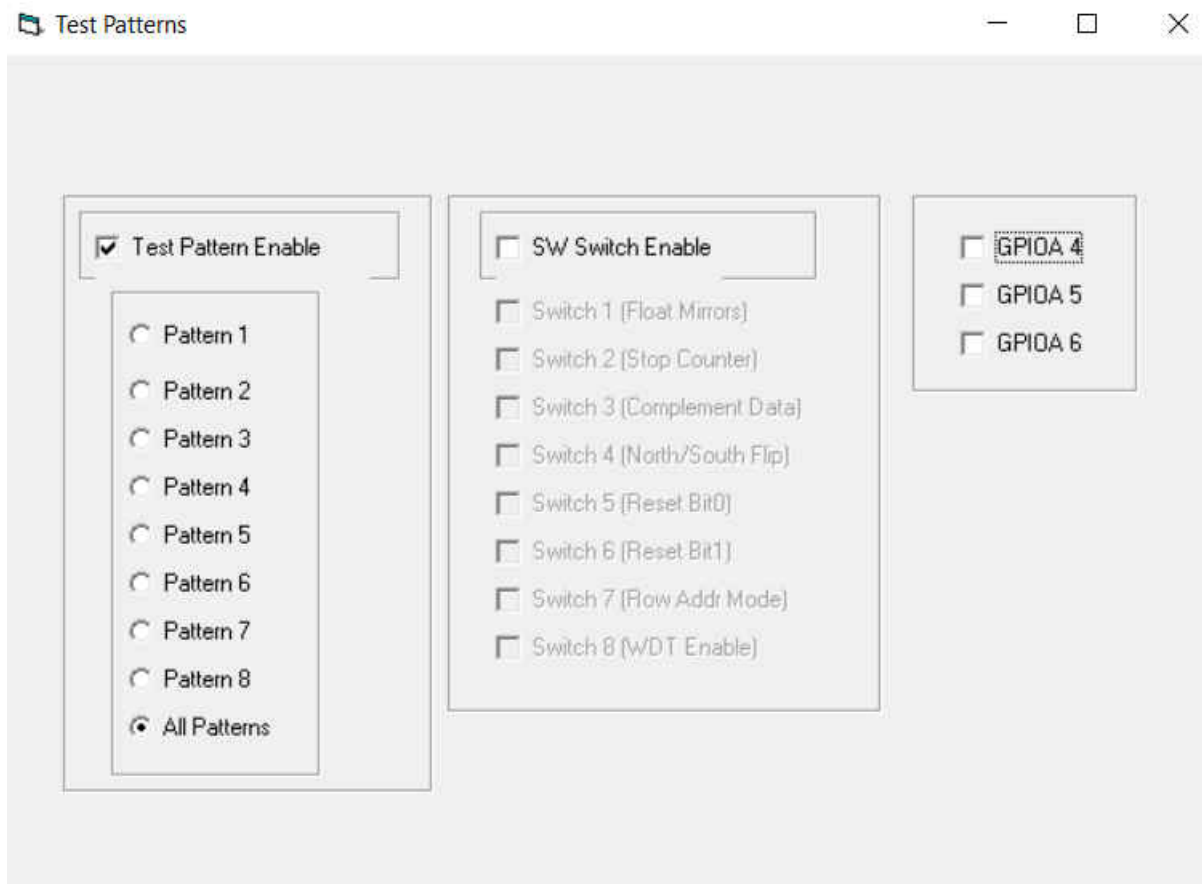 Test Patterns
Test Pattern Enable
Pattern 1
Pattern 2
Pattern 3
Pattern 4
Pattern 5
Pattern 6
Pattern 7
Pattern 8
All Patterns
SW Switch Enable
Switch 1 (Float Mirrors)
Switch 2 (Stop Counter)
Switch 3 (Complement Data)
Switch 4 (North/South Flip)
Switch 5 (Reset Bit0)
Switch 6 (Reset Bit1)
Switch 7 (Row Addr Mode)
Switch 8 (WDT Enable)
GPIOA 4
GPIOA 5
GPIOA 6